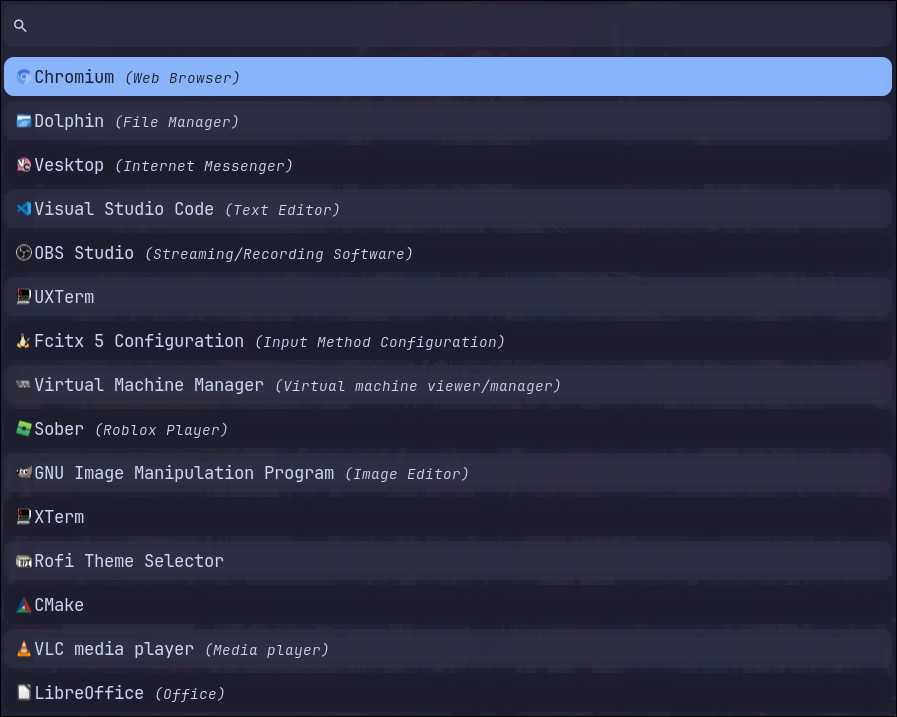 Chromium (Web Browser)
Dolphin (File Manager)
Vesktop (Internet Messenger)
Visual Studio Code (Text Editor)
OBS Studio (Streaming/Recording Software)
UXTerm
Fcitx 5 Configuration (Input Method Configuration)
Virtual Machine Manager (Virtual machine viewer/manager)
Sober (Roblox Player)
GNU Image Manipulation Program (Image Editor)
XTerm
Rofi Theme Selector
CMake
VLC media player (Media player)
LibreOffice (Office)